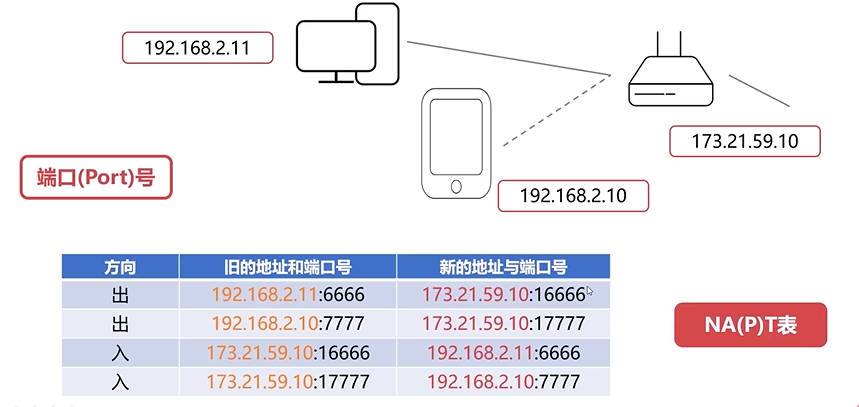 192.168.2.11
173.21.59.10
端口(Port)号
192.168.2.10
方向 旧的地址和端口号 新的地址与端口号
出 192.168.2.11:6666 173.21.59.10:16666
出 192.168.2.10:7777 173.21.59.10:17777
入 173.21.59.10:16666 192.168.2.11:6666
入 173.21.59.10:17777 192.168.2.10:7777
NA(P)T表